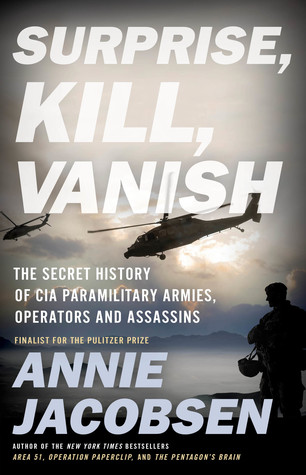 SURPRISE,
KILL,
VANISH
THE SECRET HISTORY
OF CIA PARAMILITARY ARMIES,
OPERATORS AND ASSASSINS
FINALIST FOR THE PULITZER PRIZE
ANNIE
JACOBSEN
AUTHOR OF THE NEW YORK TIMES BESTSELLERS
AREA 51, OPERATION PAPERCLIP, AND THE PENTAGON'S BRAIN